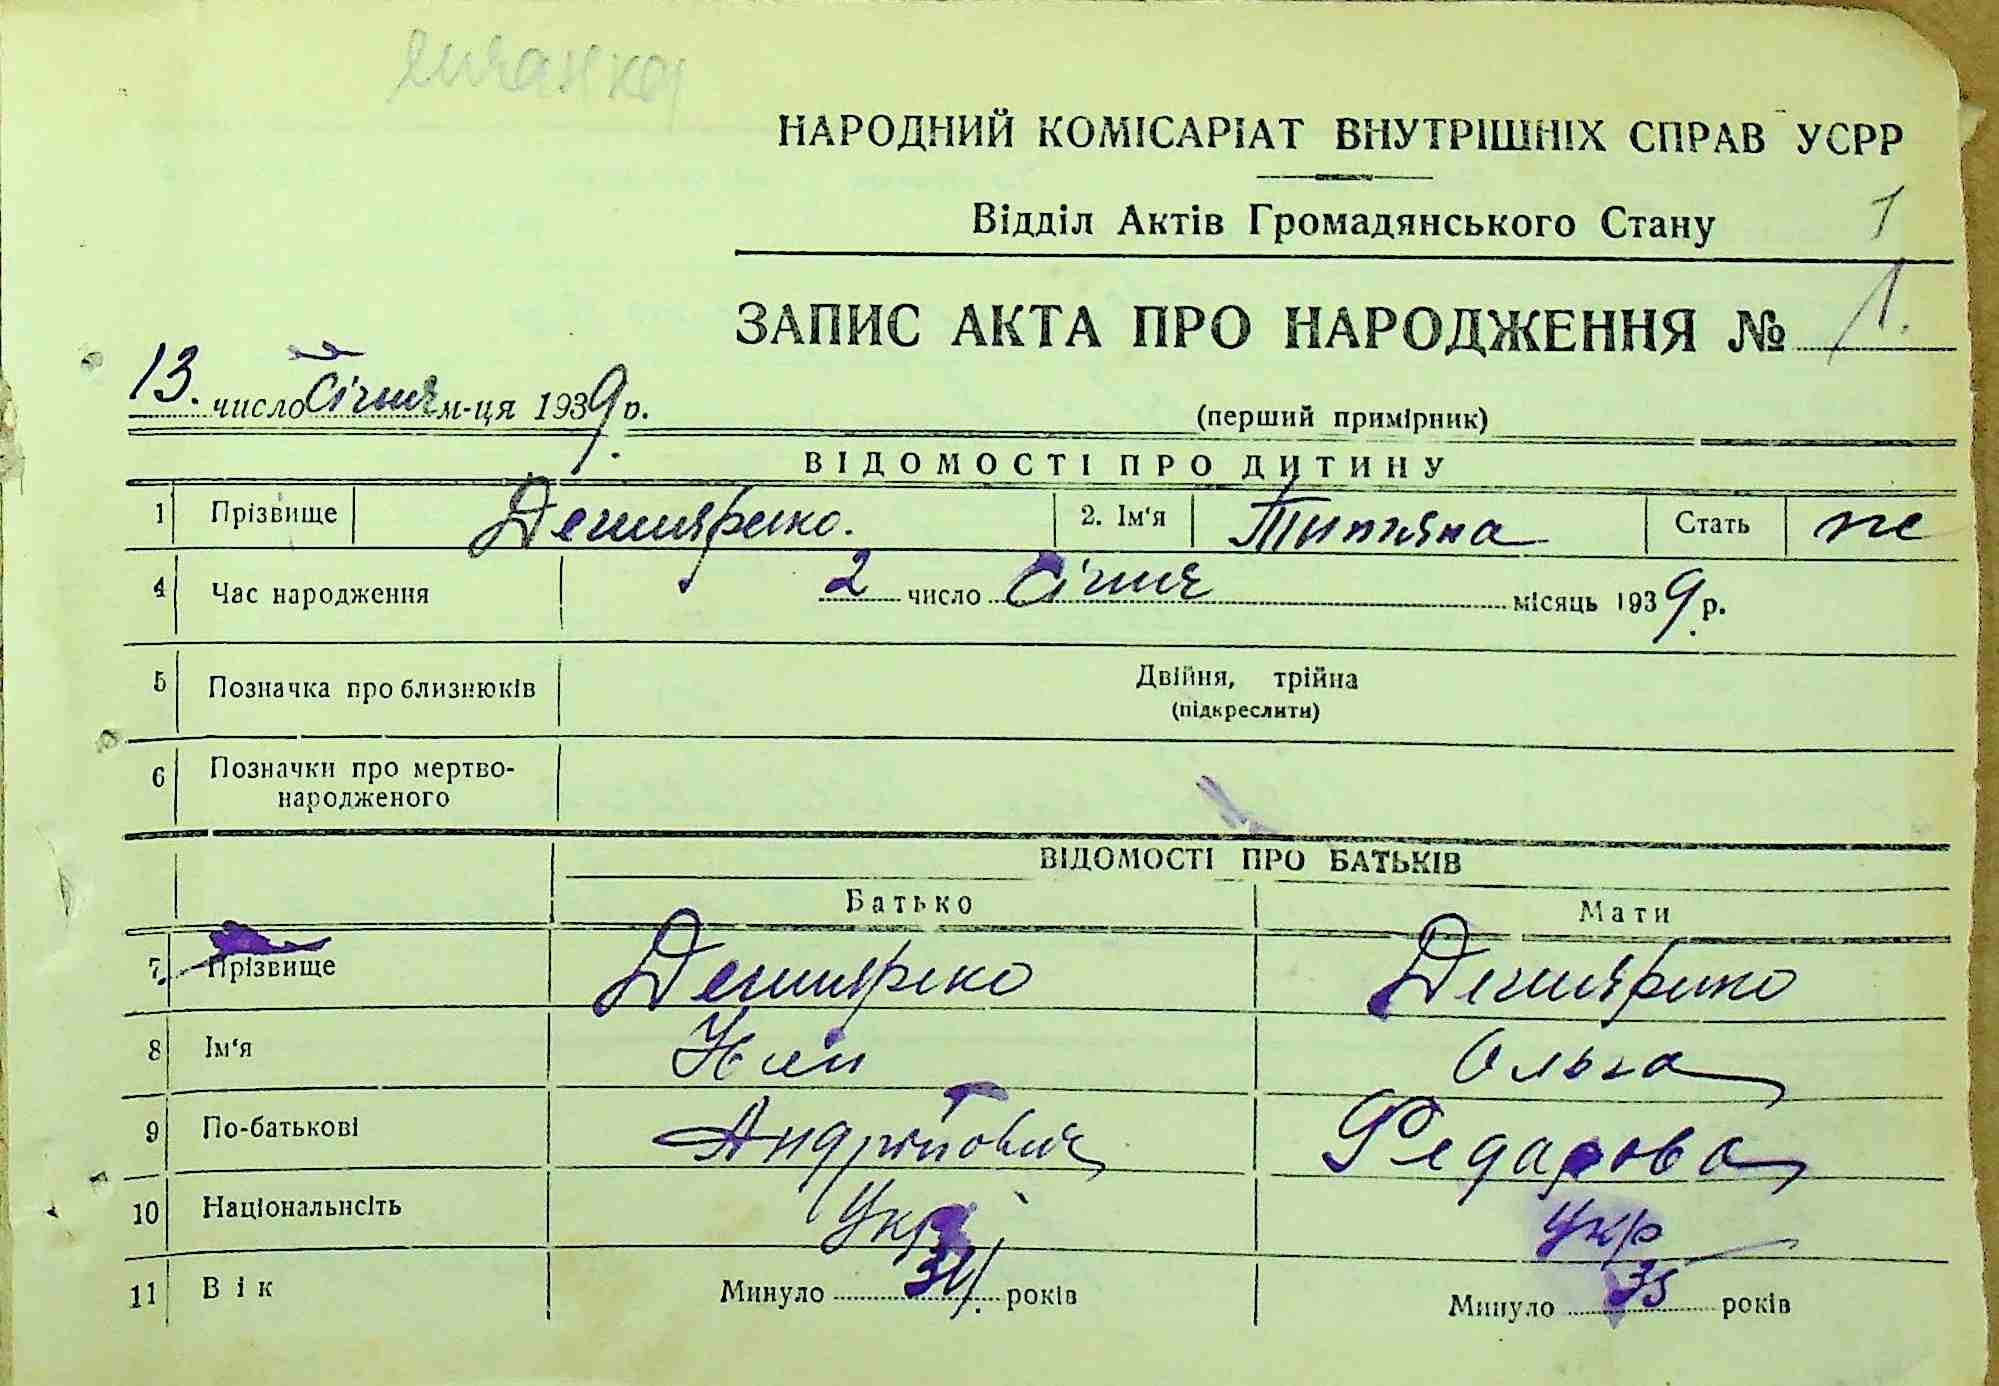 НАРОДНИЙ КОМІСАРІАТ ВНУТРІШНІХ СПРАВ УСРР
Відділ Актів Громадянського Стану
1
ЗАПИС АКТА ПРО НАРОДЖЕННЯ № 1.
13. число Січня м-ця 1939 р.
(перший примірник)
ВІДОМОСТІ ПРО ДИТИНУ
1 Прізвище 2. Ім'я Стать
4 Час народження 2 число Січня місяць 1939 р.
5 Позначка про близнюків Двійня, трійна
(підкреслити)
6 Позначки про мертво-
народженого
ВІДОМОСТІ ПРО БАТЬКІВ
Батько Мати
7. Прізвище
8 Ім'я Ольга
9 По-батькові
10 Національнсіть Укр Укр
11 Вік Минуло 34 років Минуло 35 років